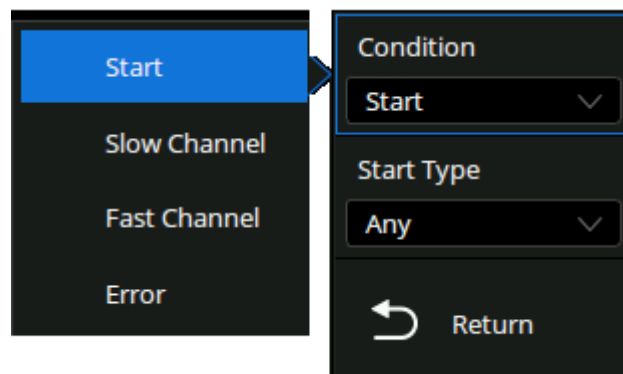 Start
Slow Channel
Fast Channel
Error
Condition
Start
Start Type
Any
Return